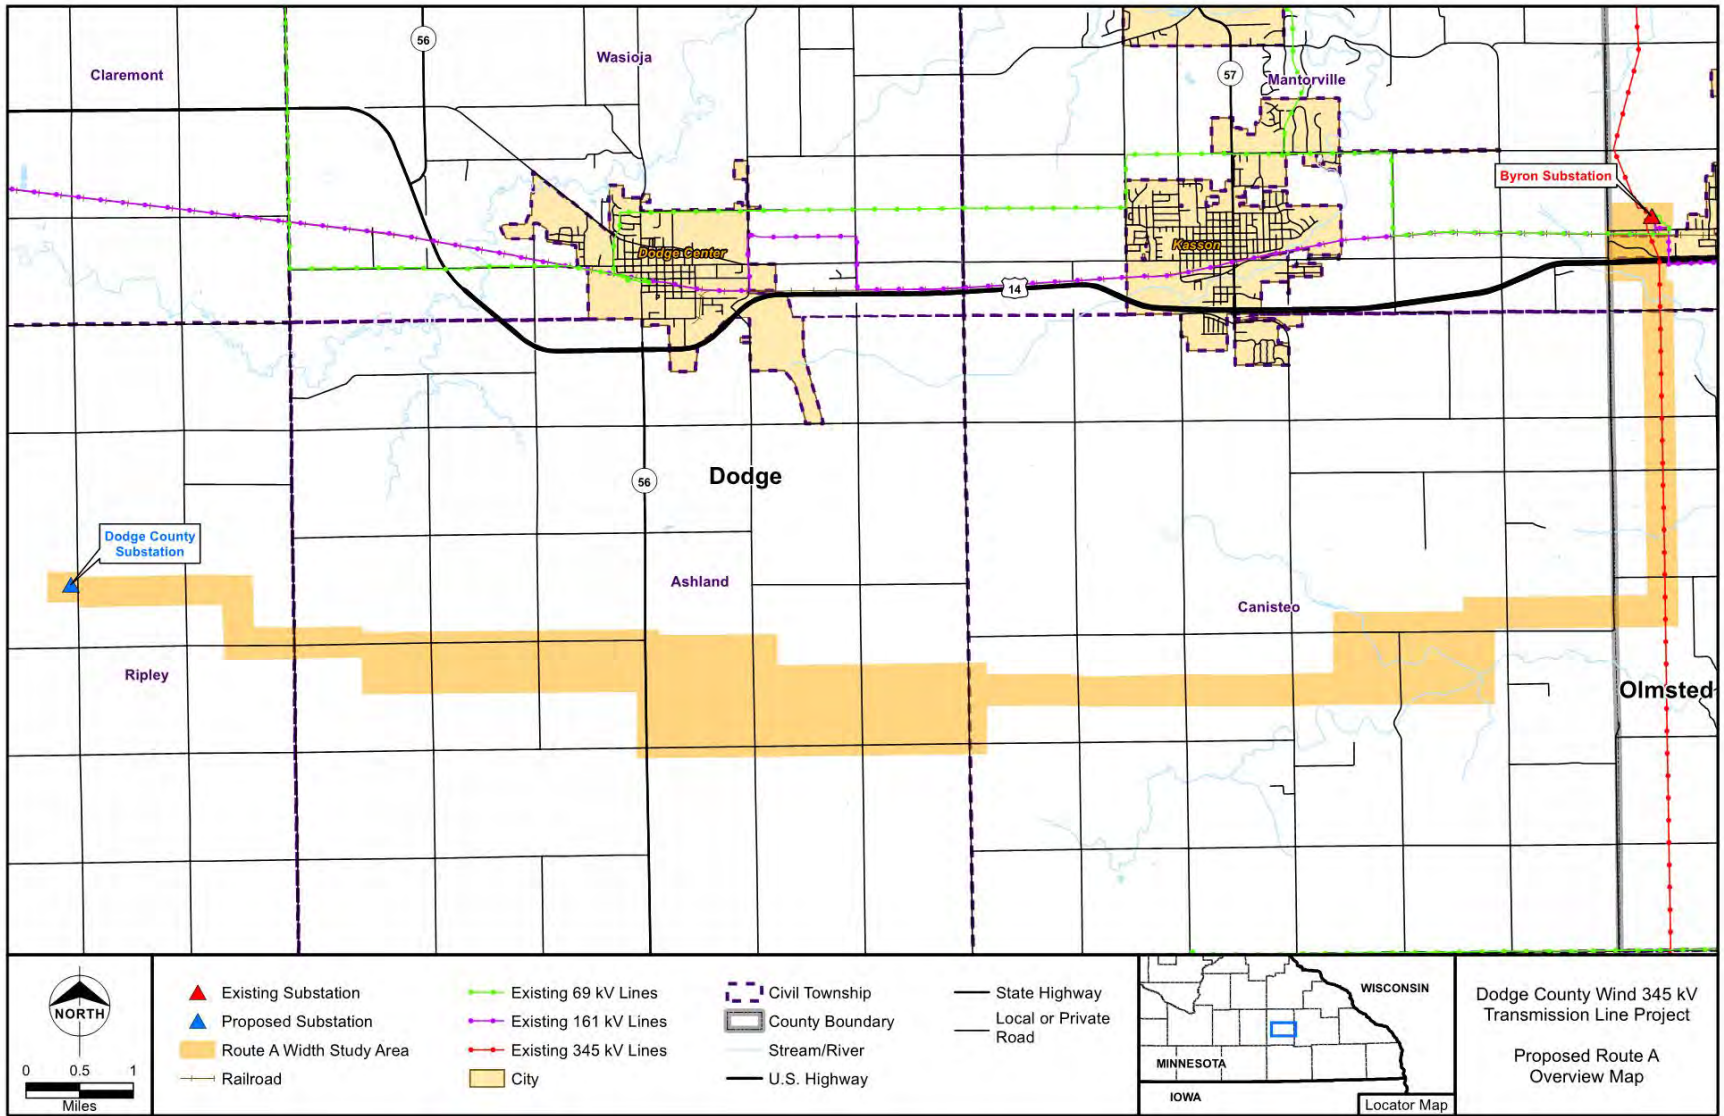 56
Wasioja
Claremont
57
Mantorville
Byron Substation
Dodge Center
Kasson
14
Dodge
56
Dodge County
Substation
Ashland
Canisteo
Ripley
Olmsted
NORTH
0 0.5 1
Miles
Existing Substation
Proposed Substation
Route A Width Study Area
Railroad
Existing 69 kV Lines
Existing 161 kV Lines
Existing 345 kV Lines
City
Civil Township
County Boundary
Stream/River
U.S. Highway
State Highway
Local or Private
Road
WISCONSIN
MINNESOTA
IOWA
Locator Map
Dodge County Wind 345 kV
Transmission Line Project
Proposed Route A
Overview Map